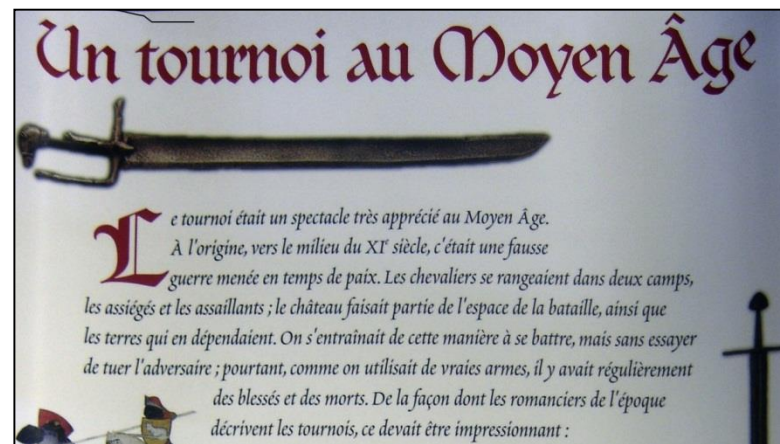 Un tournoi au Moyen Âge
Le tournoi était un spectacle très apprécié au Moyen Âge.
À l'origine, vers le milieu du XIᵉ siècle, c'était une fausse
guerre menée en temps de paix. Les chevaliers se rangeaient dans deux camps,
les assiégés et les assaillants ; le château faisait partie de l'espace de la bataille, ainsi que
les terres qui en dépendaient. On s'entraînait de cette manière à se battre, mais sans essayer
de tuer l'adversaire ; pourtant, comme on utilisait de vraies armes, il y avait régulièrement
des blessés et des morts. De la façon dont les romanciers de l'époque
décrivent les tournois, ce devait être impressionnant :